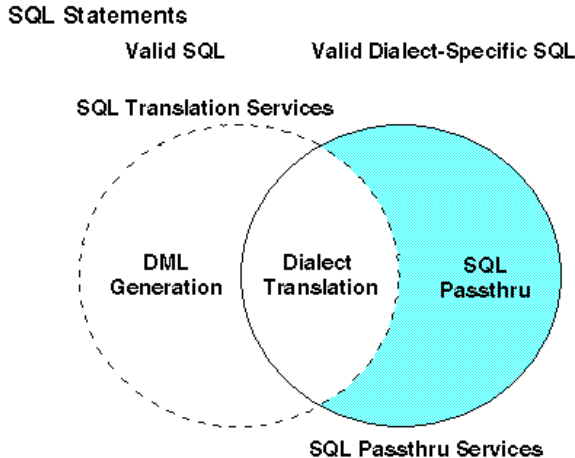 SQL Statements
Valid SQL
Valid Dialect-Specific SQL
SQL Translation Services
DML
Generation
Dialect
Translation
SQL
Passthru
SQL Passthru Services